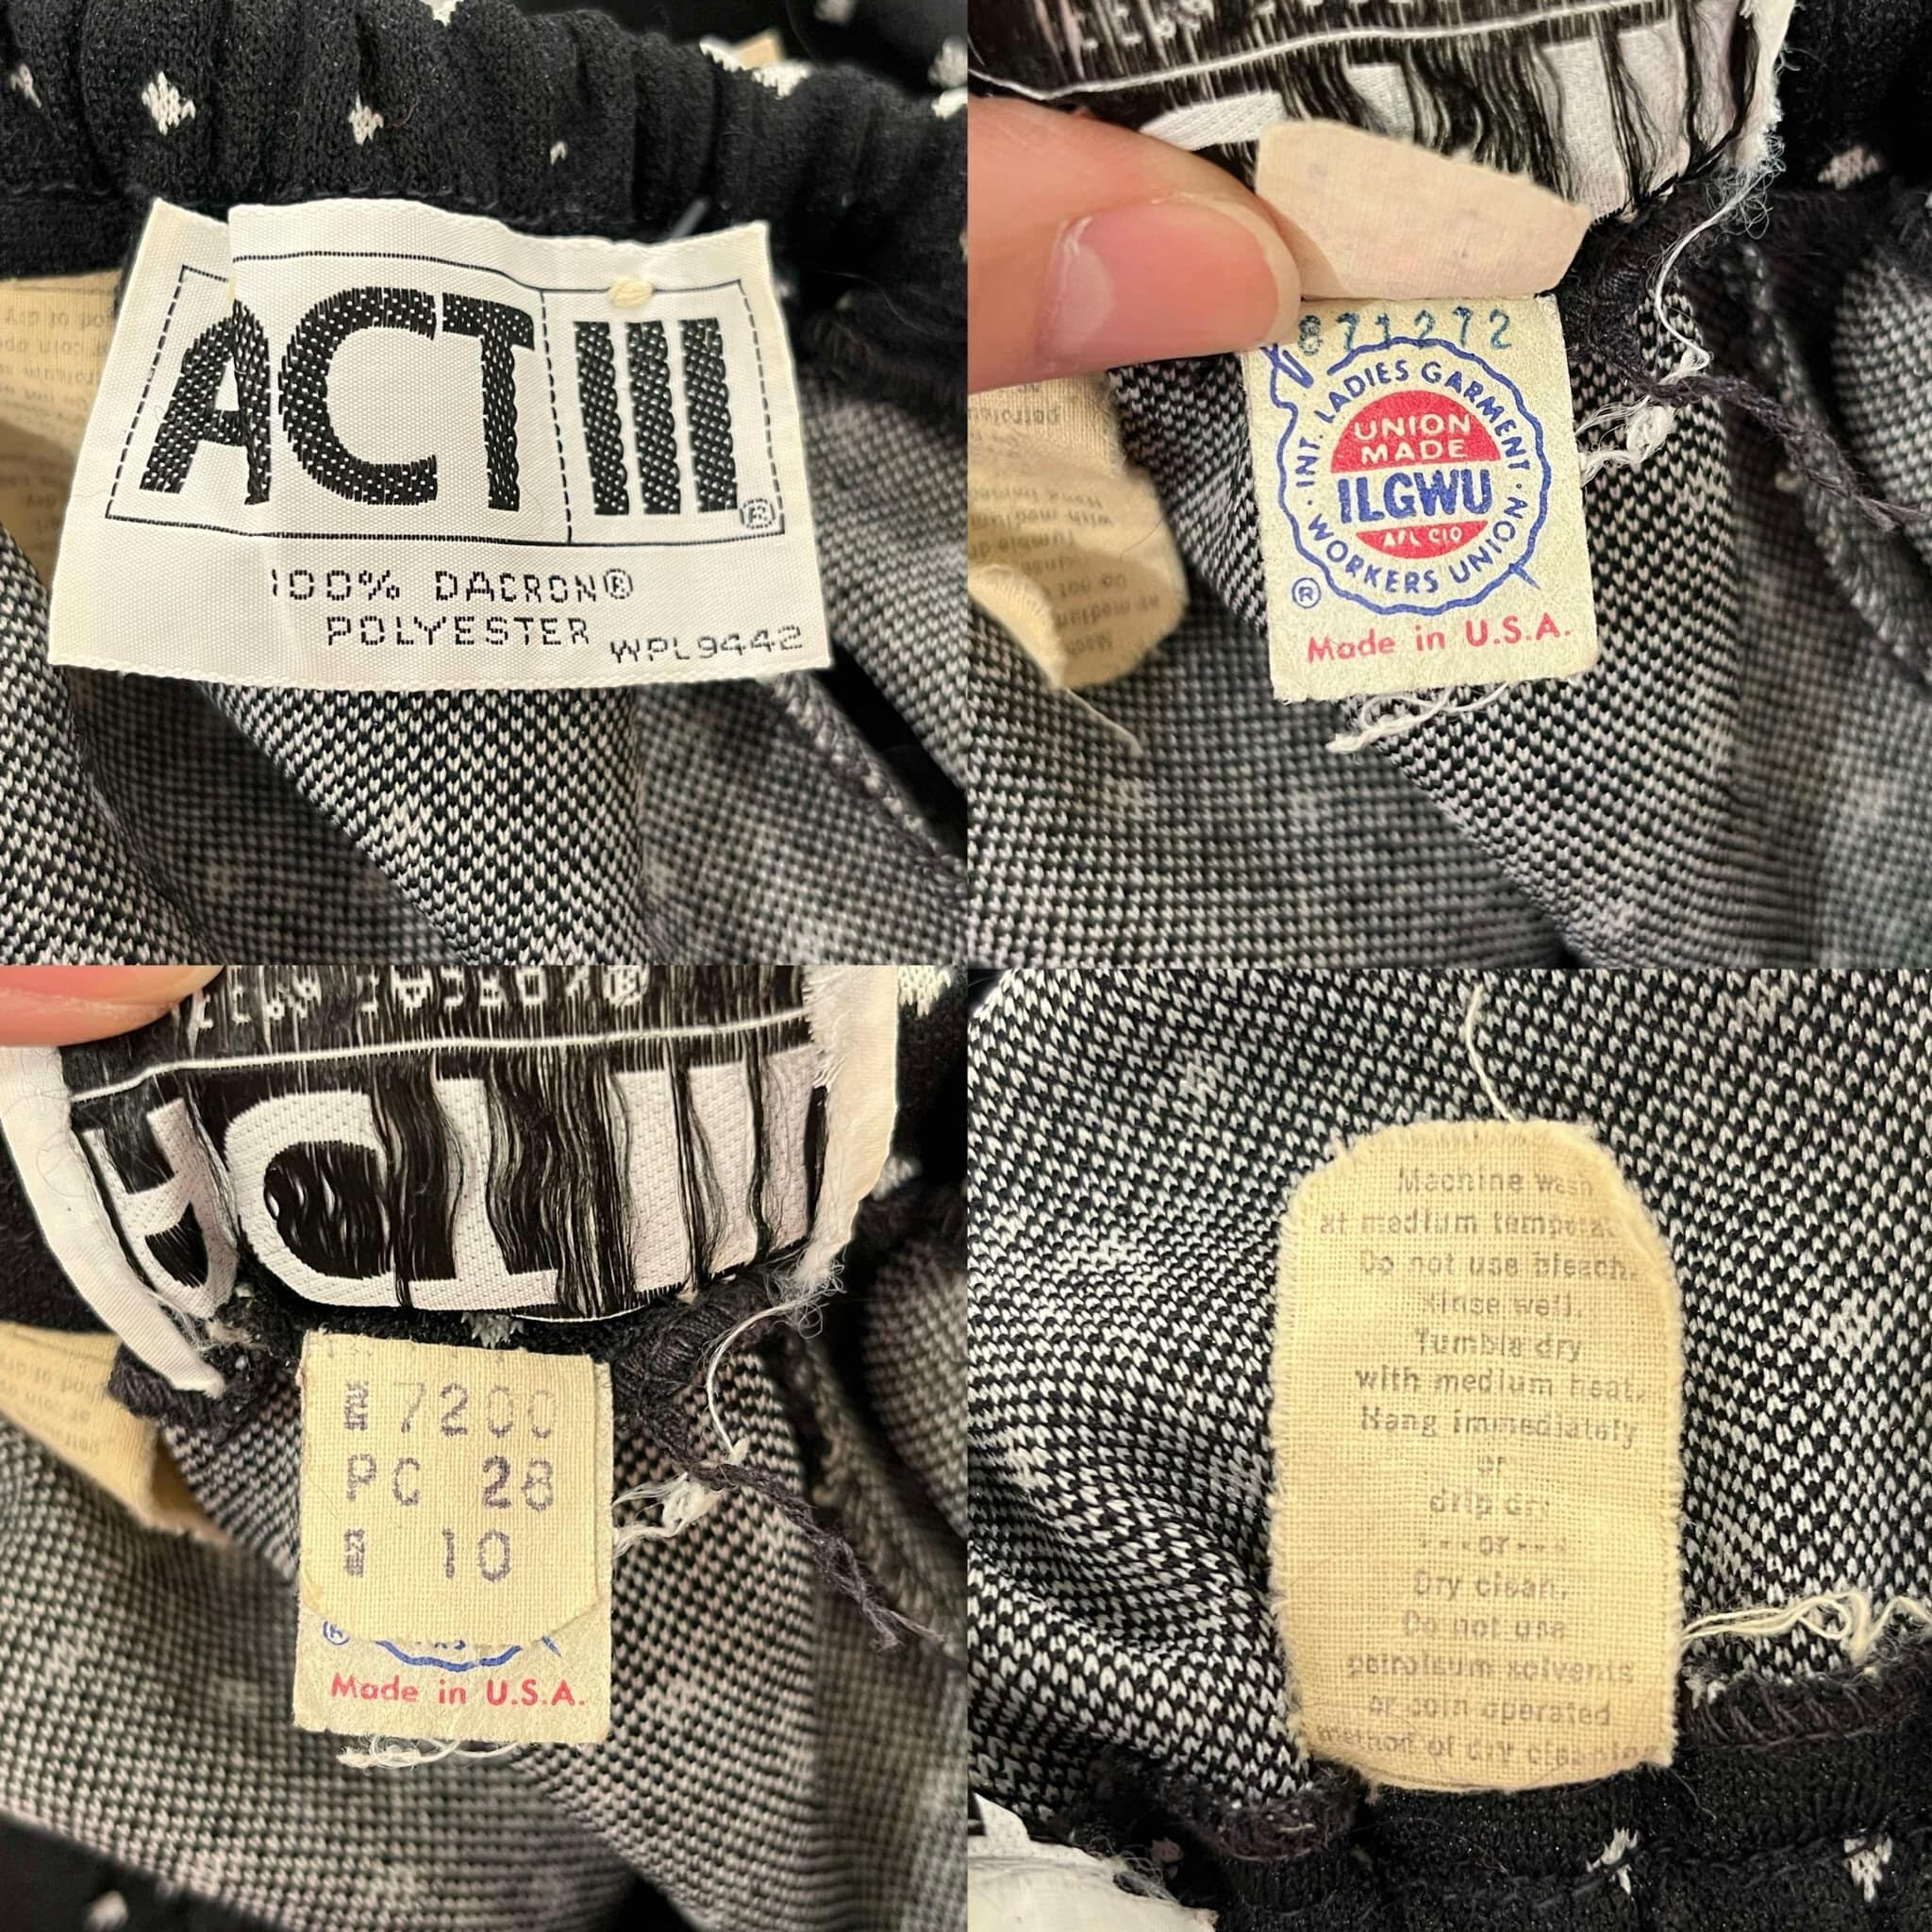 ACT III ®
100% DACRON®
POLYESTER
WPL9442
871272
INT. LADIES GARMENT WORKERS UNION
UNION
MADE
ILGWU
AFL CIO
®
Made in U.S.A.
7200
PC 28
10
®
Made in U.S.A.
Machine wash
at medium
Do not use bleach.
Rinse well.
Tumble dry
with medium heat.
Hang immediately
or
drip dry
---or---
Dry clean.
Do not use
petroleum solvents
or coin operated
method of dry cleaning